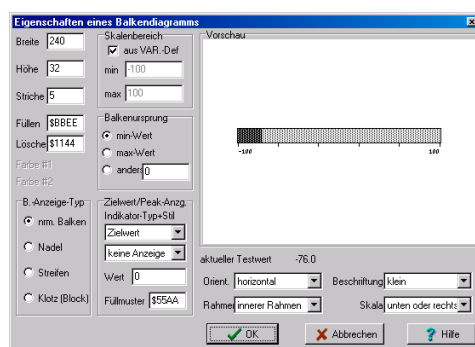 Eigenschaften eines Balkendiagramms
Breite 240
Höhe 32
Striche 5
Füllen $BBEE
Lösche $1144
Farbe #1
Farbe #2
Skalenbereich
aus VAR.-Def
min -100
max 100
Balkenursprung
min-Wert
max-Wert
anders 0
B.-Anzeige-Typ
nrm. Balken
Nadel
Streifen
Klotz (Block)
Zielwert/Peak-Anzg.
Indikator-Typ+Stil
Zielwert
keine Anzeige
Wert 0
Füllmuster $55AA
Vorschau
-100 100
aktueller Testwert -76.0
Orient. horizontal
Beschriftung klein
Rahmen innerer Rahmen
Skala unten oder rechts
OK
Abbrechen
? Hilfe